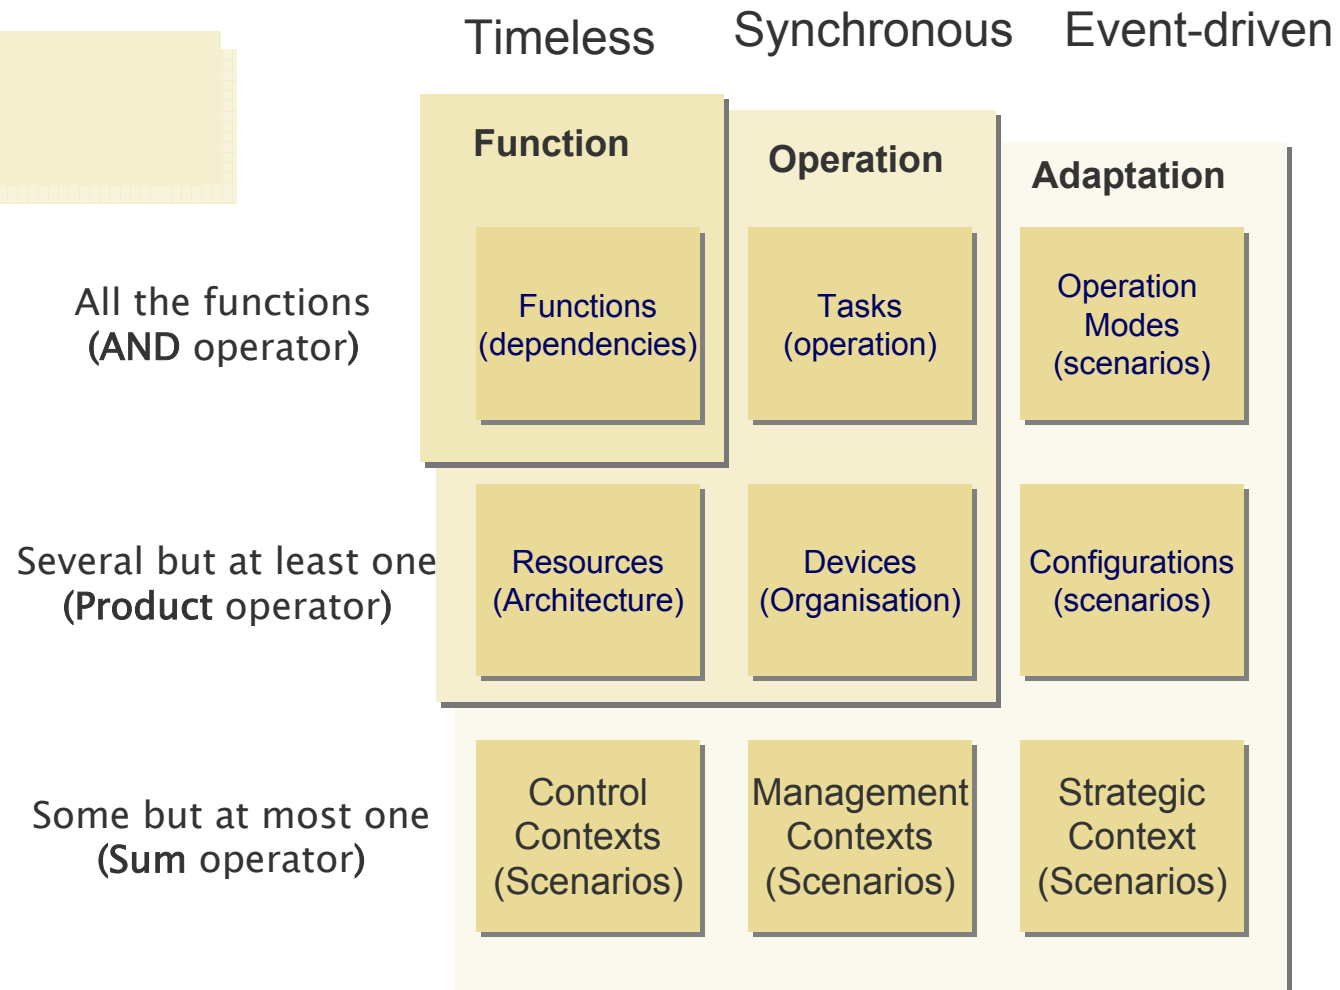 Timeless
Synchronous
Event-driven
Function
Operation
Adaptation
All the functions
(AND operator)
Functions
(dependencies)
Tasks
(operation)
Operation
Modes
(scenarios)
Several but at least one
(Product operator)
Resources
(Architecture)
Devices
(Organisation)
Configurations
(scenarios)
Some but at most one
(Sum operator)
Control
Contexts
(Scenarios)
Management
Contexts
(Scenarios)
Strategic
Context
(Scenarios)